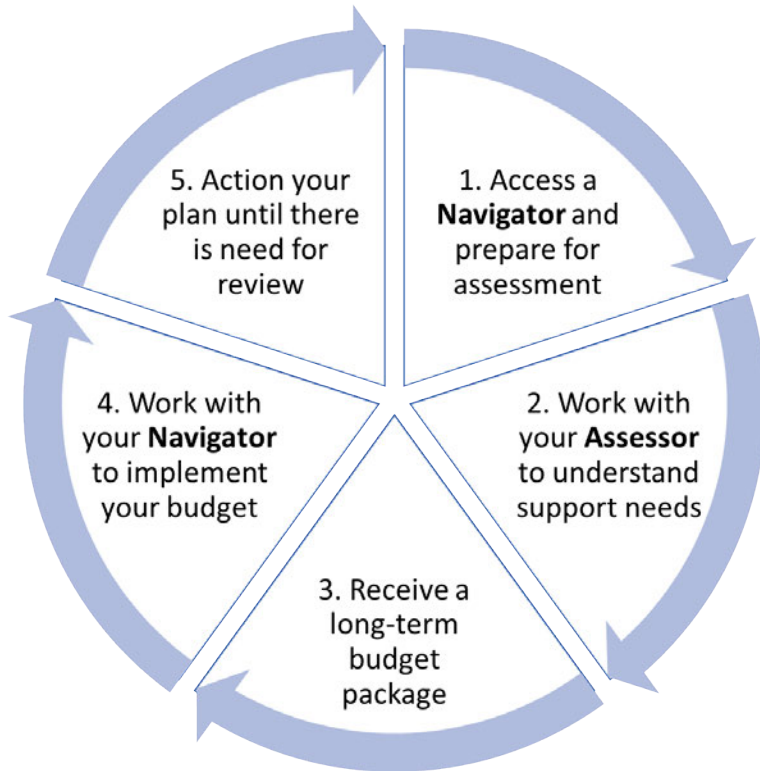 1. Access a
Navigator and
prepare for
assessment
2. Work with
your Assessor
to understand
support needs
3. Receive a
long-term
budget
package
4. Work with
your Navigator
to implement
your budget
5. Action your
plan until there
is need for
review